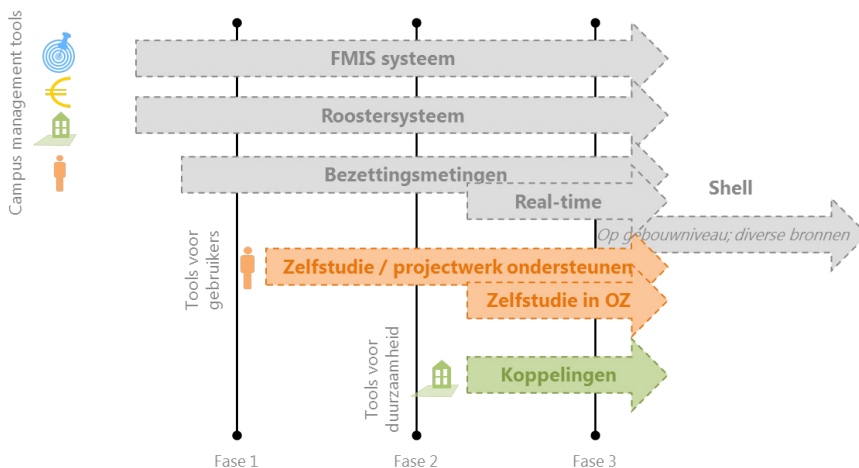 Campus management tools
FMIS systeem
Roostersysteem
Bezettingsmetingen
Real-time
Shell
Op gebouwniveau; diverse bronnen
Tools voor
gebruikers
Zelfstudie / projectwerk ondersteunen
Zelfstudie in OZ
Tools voor
duurzaamheid
Koppelingen
Fase 1
Fase 2
Fase 3